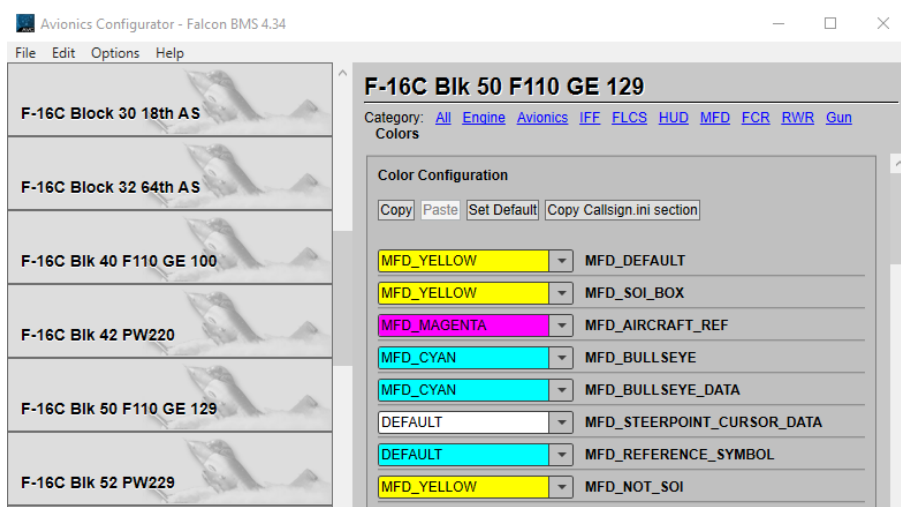 Avionics Configurator - Falcon BMS 4.34
File Edit Options Help
F-16C Block 30 18th AS
F-16C Block 32 64th AS
F-16C Blk 40 F110 GE 100
F-16C Blk 42 PW220
F-16C Blk 50 F110 GE 129
F-16C Blk 52 PW229
F-16C Blk 50 F110 GE 129
Category: All Engine Avionics IFF FLCS HUD MFD FCR RWR Gun
Colors
Color Configuration
Copy Paste Set Default Copy Callsign.ini section
MFD_YELLOW MFD_DEFAULT
MFD_YELLOW MFD_SOI_BOX
MFD_MAGENTA MFD_AIRCRAFT_REF
MFD_CYAN MFD_BULLSEYE
MFD_CYAN MFD_BULLSEYE_DATA
DEFAULT MFD_STEERPOINT_CURSOR_DATA
DEFAULT MFD_REFERENCE_SYMBOL
MFD_YELLOW MFD_NOT_SOI